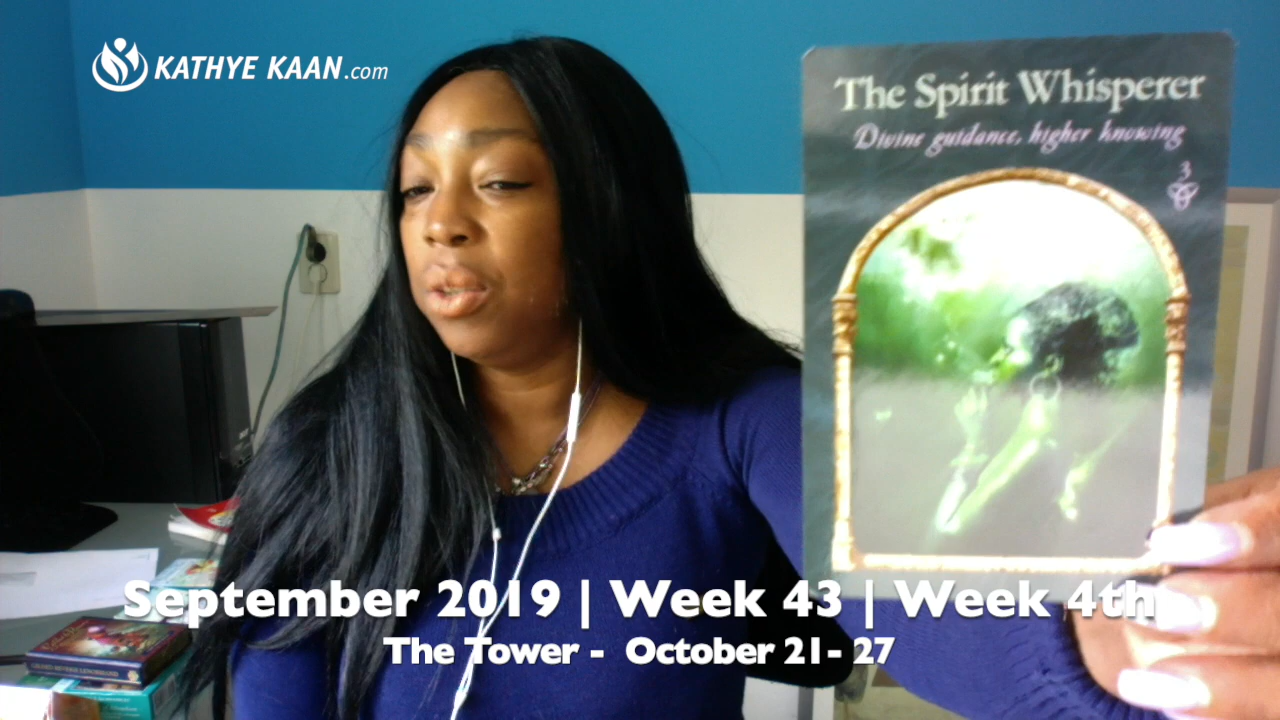 KATHYE KAAN.com
The Spirit Whisperer
Divine guidance, higher knowing
3
September 2019 | Week 43 | Week 4th
The Tower - October 21- 27